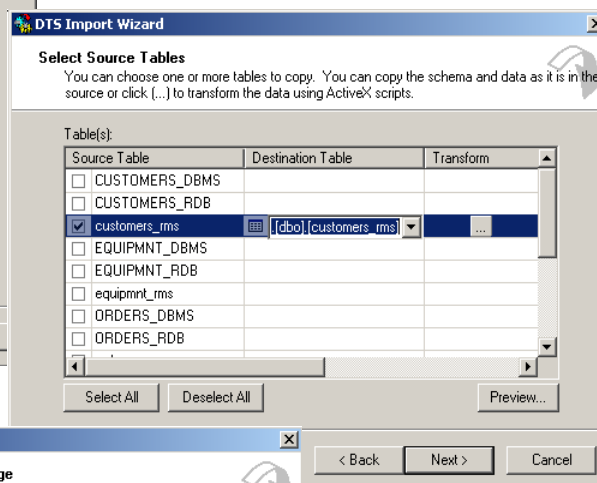 DTS Import Wizard
Select Source Tables
You can choose one or more tables to copy. You can copy the schema and data as it is in the
source or click (...) to transform the data using ActiveX scripts.
Table(s):
Source Table Destination Table Transform
CUSTOMERS_DBMS
CUSTOMERS_RDB
customers_rms .[dbo].[customers_rms] ...
EQUIPMNT_DBMS
EQUIPMNT_RDB
equipmnt_rms
ORDERS_DBMS
ORDERS_RDB
Select All Deselect All Preview...
< Back Next > Cancel
ge